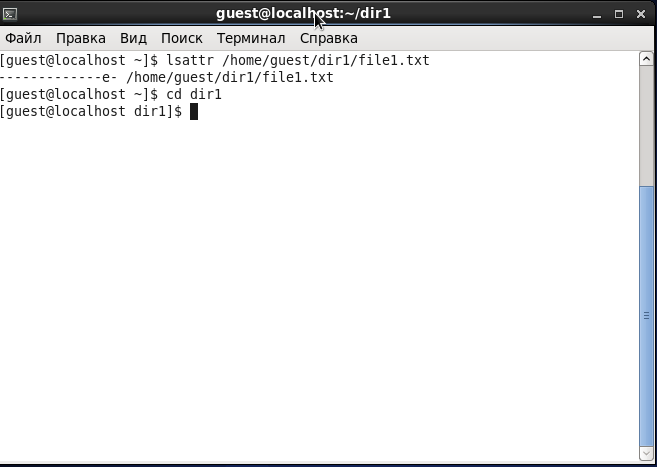 guest@localhost:~/dir1
Файл Правка Вид Поиск Терминал Справка
[guest@localhost ~]$ lsattr /home/guest/dir1/file1.txt
-------------e- /home/guest/dir1/file1.txt
[guest@localhost ~]$ cd dir1
[guest@localhost dir1]$